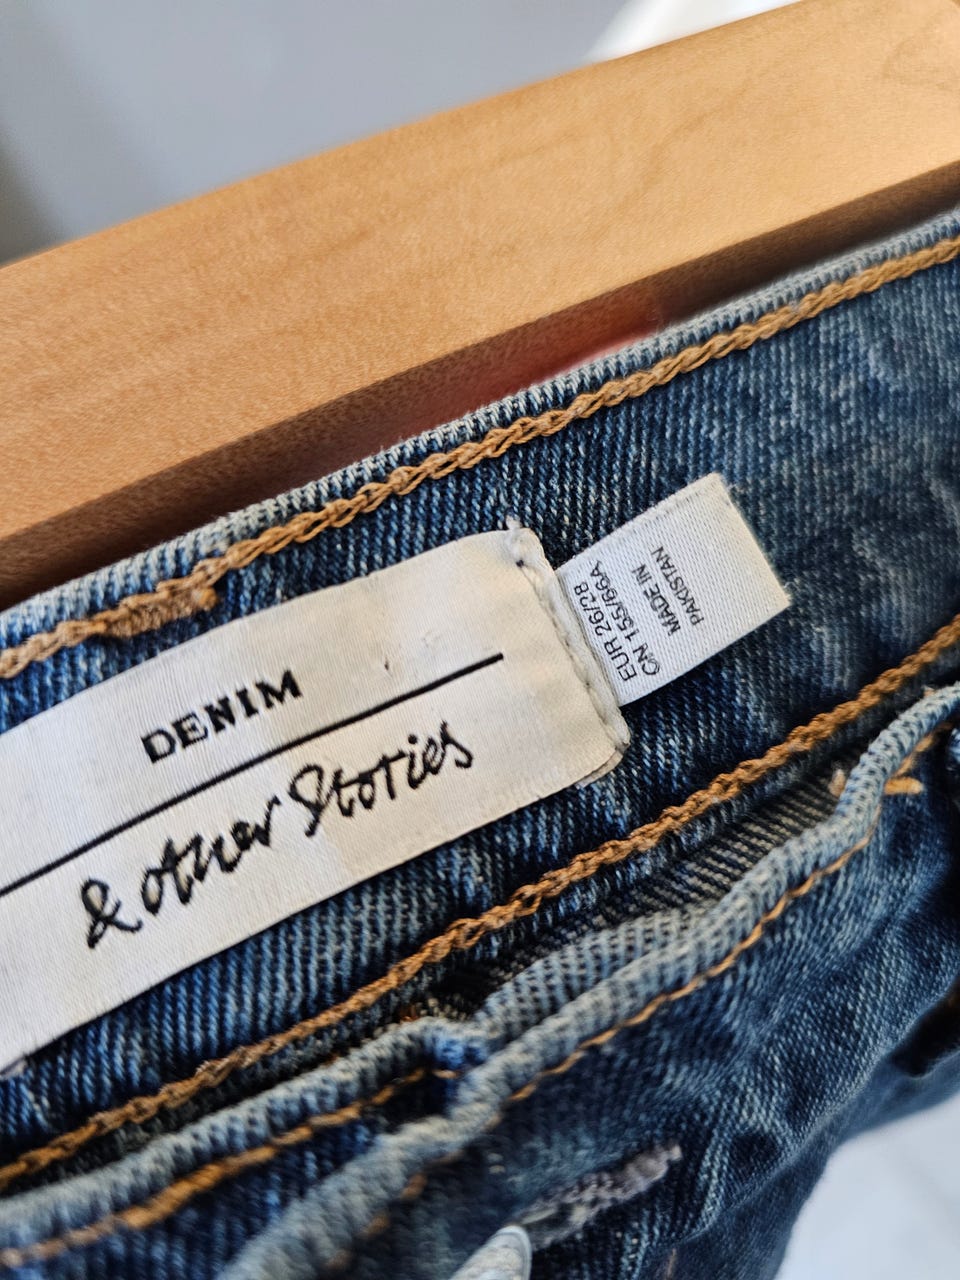 DENIM
& other Stories
EUR 26/28
CN 155/66A
MADE IN
PAKISTAN